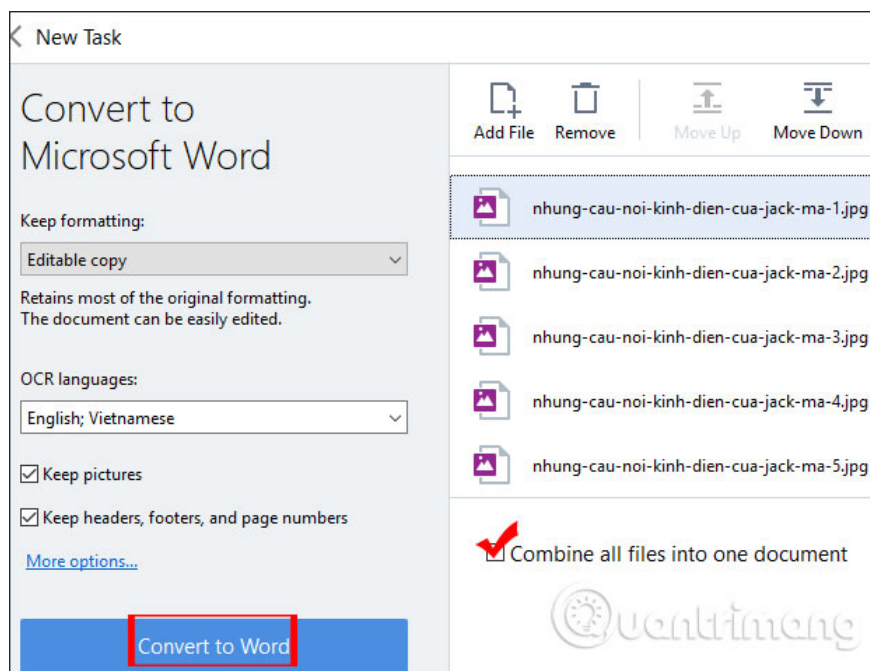 New Task
Convert to
Microsoft Word
Keep formatting:
Editable copy
Retains most of the original formatting.
The document can be easily edited.
OCR languages:
English; Vietnamese
Keep pictures
Keep headers, footers, and page numbers
More options...
Convert to Word
Add File
Remove
Move Up
Move Down
nhung-cau-noi-kinh-dien-cua-jack-ma-1.jpg
nhung-cau-noi-kinh-dien-cua-jack-ma-2.jpg
nhung-cau-noi-kinh-dien-cua-jack-ma-3.jpg
nhung-cau-noi-kinh-dien-cua-jack-ma-4.jpg
nhung-cau-noi-kinh-dien-cua-jack-ma-5.jpg
Combine all files into one document
Quantrimang